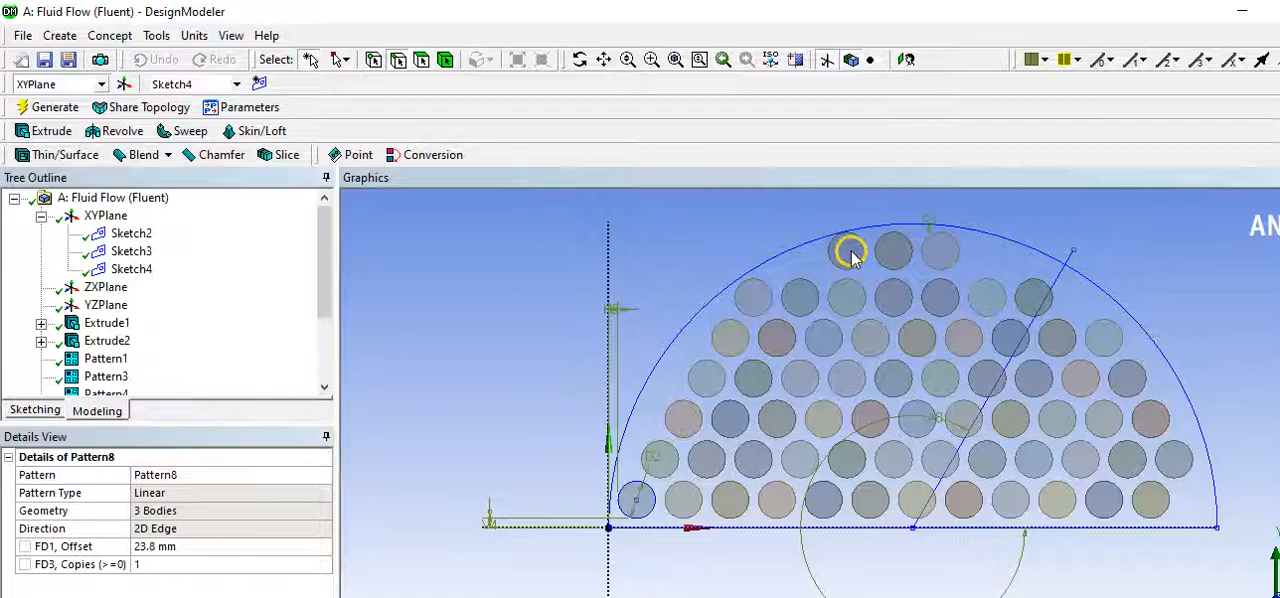 A: Fluid Flow (Fluent) - DesignModeler
File Create Concept Tools Units View Help
Undo Redo Select: ISO
XYPlane Sketch4
Generate Share Topology Parameters
Extrude Revolve Sweep Skin/Loft
Thin/Surface Blend Chamfer Slice Point Conversion
Tree Outline
Graphics
A: Fluid Flow (Fluent)
XYPlane
Sketch2
Sketch3
Sketch4
ZXPlane
YZPlane
Extrude1
Extrude2
Pattern1
Pattern3
Pattern4
Sketching Modeling
Details View
Details of Pattern8
Pattern Pattern8
Pattern Type Linear
Geometry 3 Bodies
Direction 2D Edge
FD1, Offset 23.8 mm
FD3, Copies (>=0) 1
AN
D2